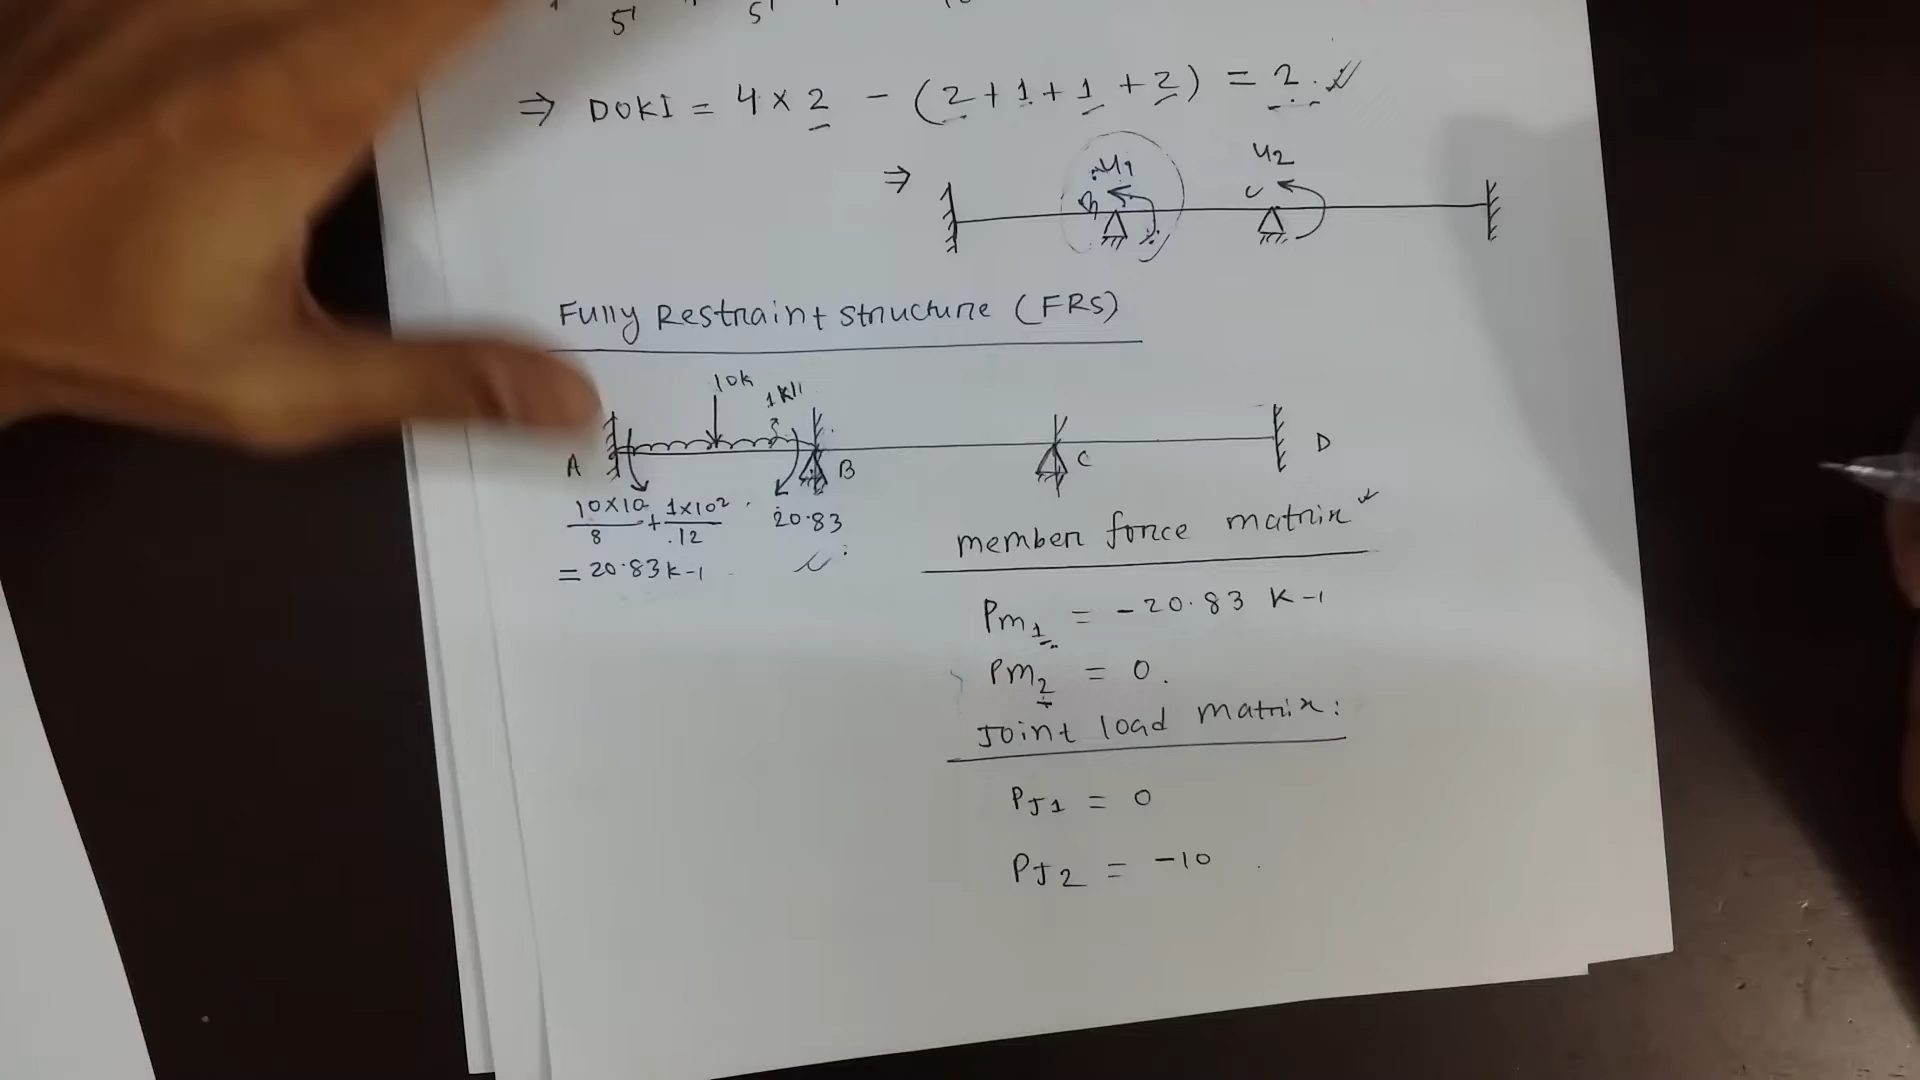 5' 5'
⇒ DOKI = 4 × 2 - (2+1+1+2) = 2.
⇒ U1 U2
B C
Fully Restraint structure (FRS)
10k 1k/'
A B C D
10×10/8 + 1×10²/12 20.83
= 20.83 k-'
member force matrix
Pm1 = -20.83 k-'
Pm2 = 0.
Joint load matrix:
PJ1 = 0
PJ2 = -10